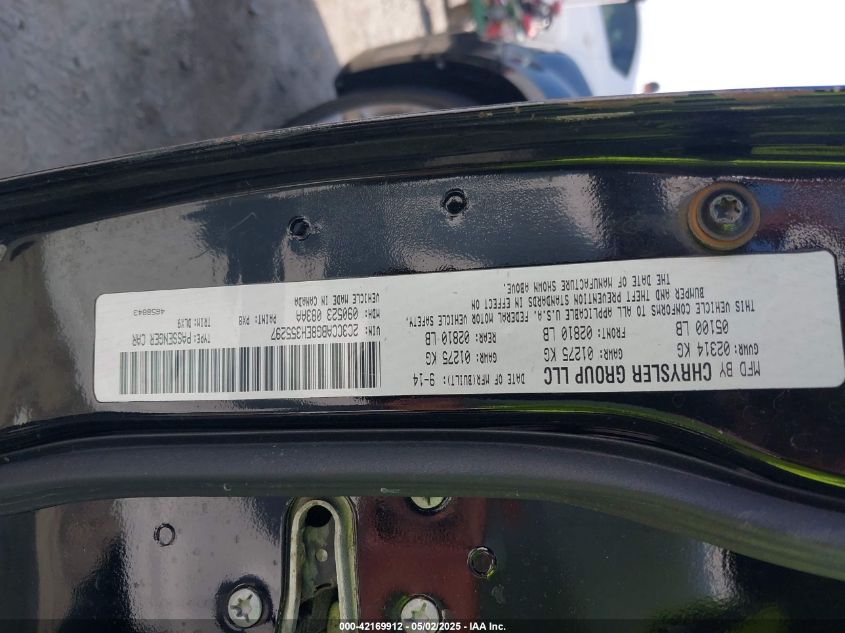 MFD BY CHRYSLER GROUP LLC DATE OF MFR(BUILT): 9-14
GVWR: 02314 KG GAWR: 01275 KG GAWR: 01275 KG
05100 LB FRONT: 02810 LB REAR: 02810 LB
THIS VEHICLE CONFORMS TO ALL APPLICABLE U.S.A. FEDERAL MOTOR VEHICLE SAFETY,
BUMPER AND THEFT PREVENTION STANDARDS IN EFFECT ON
THE DATE OF MANUFACTURE SHOWN ABOVE.
VIN: 2C3CCABG8EH355297 TYPE: PASSENGER CAR
MDH: 090523 083AA PAINT: PX8 TRIM: DLX9
VEHICLE MADE IN CANADA 4658043
000-42169912 - 05/02/2025 - IAA Inc.